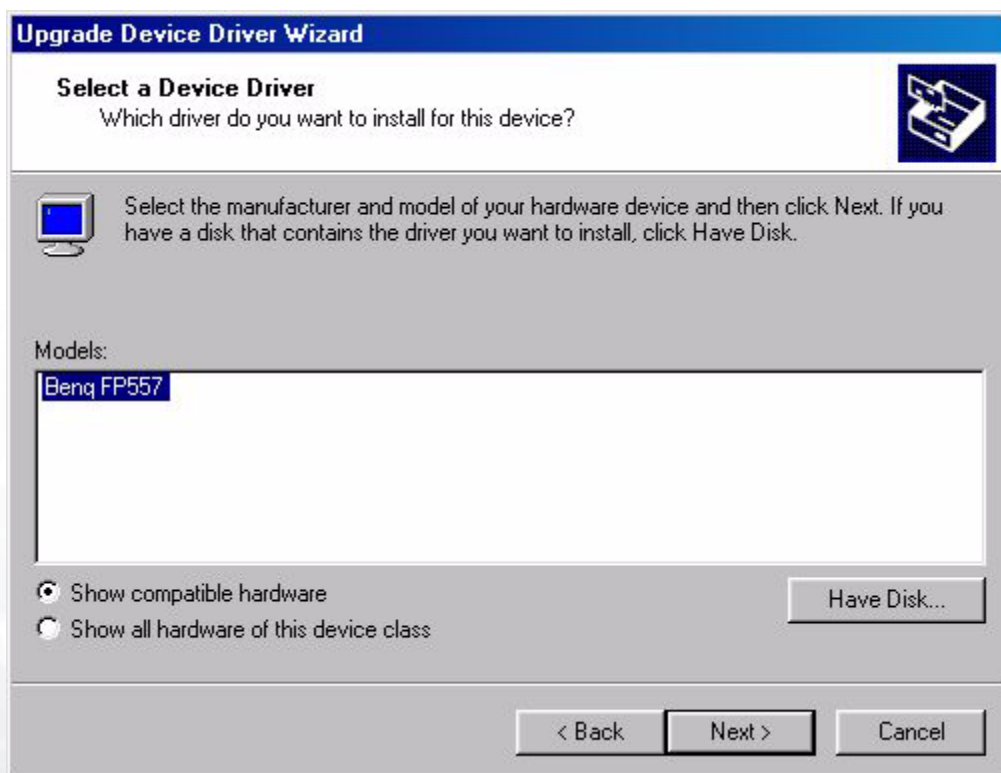 Upgrade Device Driver Wizard
Select a Device Driver
Which driver do you want to install for this device?
Select the manufacturer and model of your hardware device and then click Next. If you
have a disk that contains the driver you want to install, click Have Disk.
Models:
Benq FP557
Show compatible hardware
Show all hardware of this device class
Have Disk...
< Back
Next >
Cancel